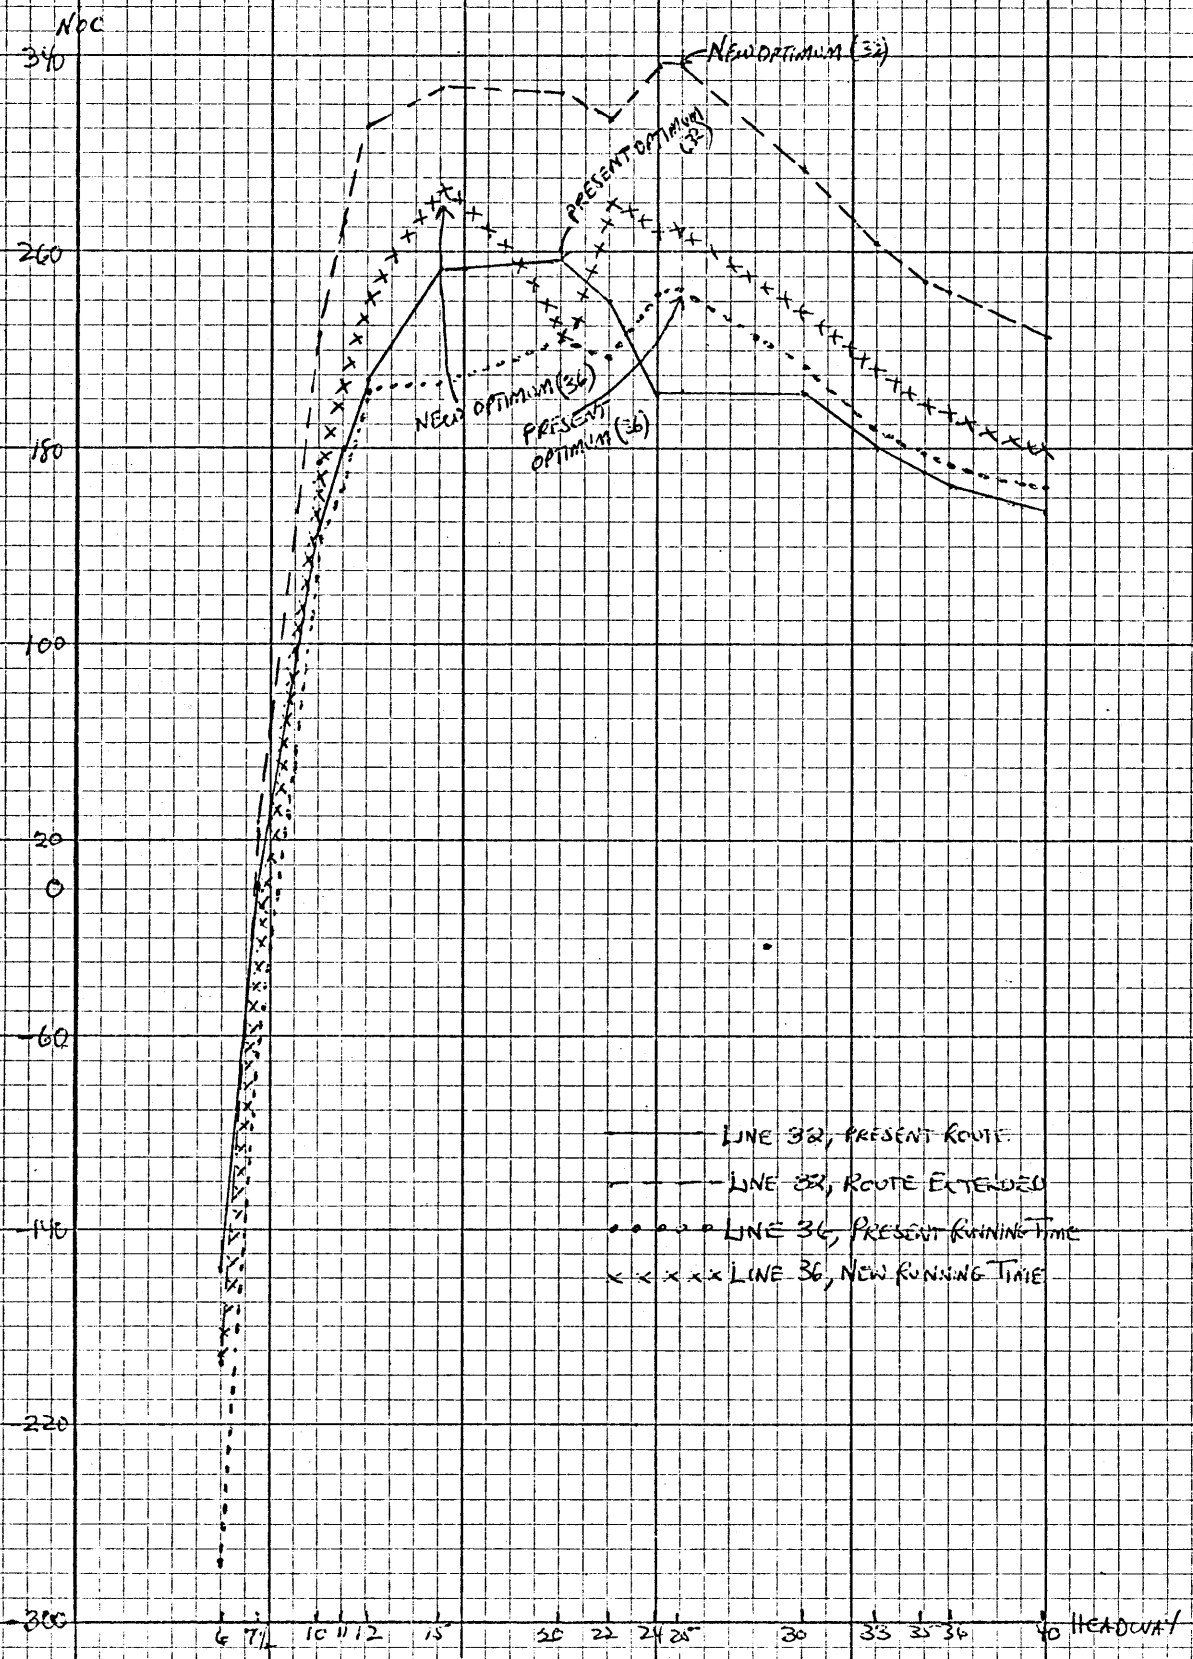 NOC
340
NEW OPTIMUM (32)
PRESENT OPTIMUM
(32)
260
NEW OPTIMUM (36)
PRESENT
OPTIMUM (36)
180
100
20
0
-60
LINE 32, PRESENT ROUTE
LINE 32, ROUTE EXTENDED
-140
LINE 36, PRESENT RUNNING TIME
LINE 36, NEW RUNNING TIME
-220
-300
6 7½ 10 11 12 15 20 22 24 25 30 33 35 36 40 HEADWAY